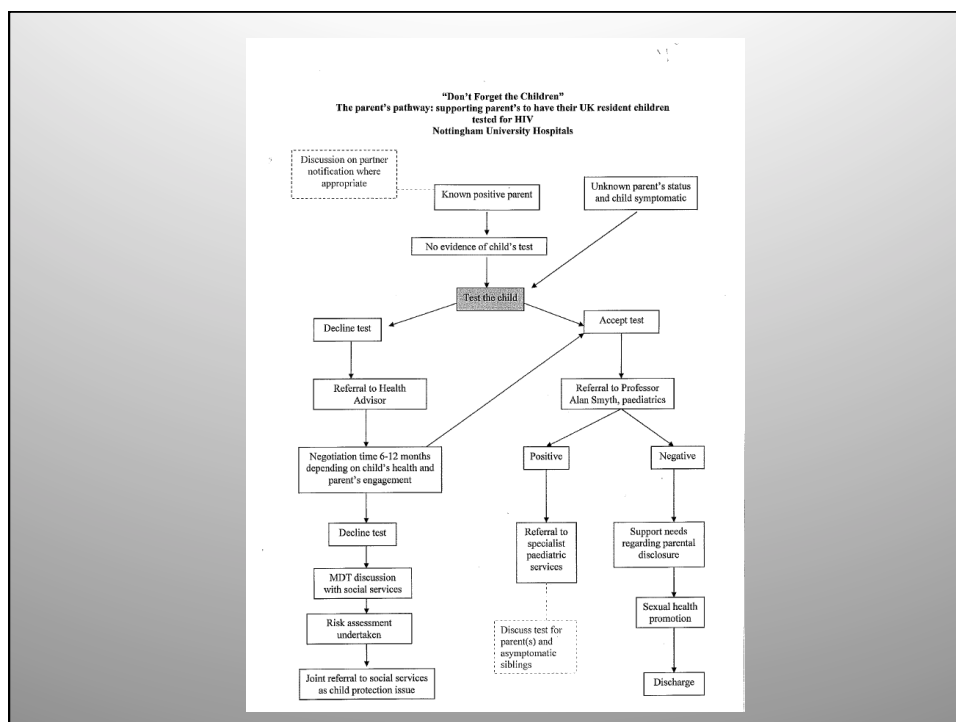 "Don't Forget the Children"
The parent's pathway: supporting parent's to have their UK resident children
tested for HIV
Nottingham University Hospitals
Discussion on partner
notification where
appropriate
Known positive parent
Unknown parent's status
and child symptomatic
No evidence of child's test
Test the child
Decline test
Accept test
Referral to Health
Advisor
Referral to Professor
Alan Smyth, paediatrics
Negotiation time 6-12 months
depending on child's health and
parent's engagement
Positive
Negative
Decline test
Referral to
specialist
paediatric
services
Support needs
regarding parental
disclosure
MDT discussion
with social services
Sexual health
promotion
Risk assessment
undertaken
Discuss test for
parent(s) and
asymptomatic
siblings
Joint referral to social services
as child protection issue
Discharge